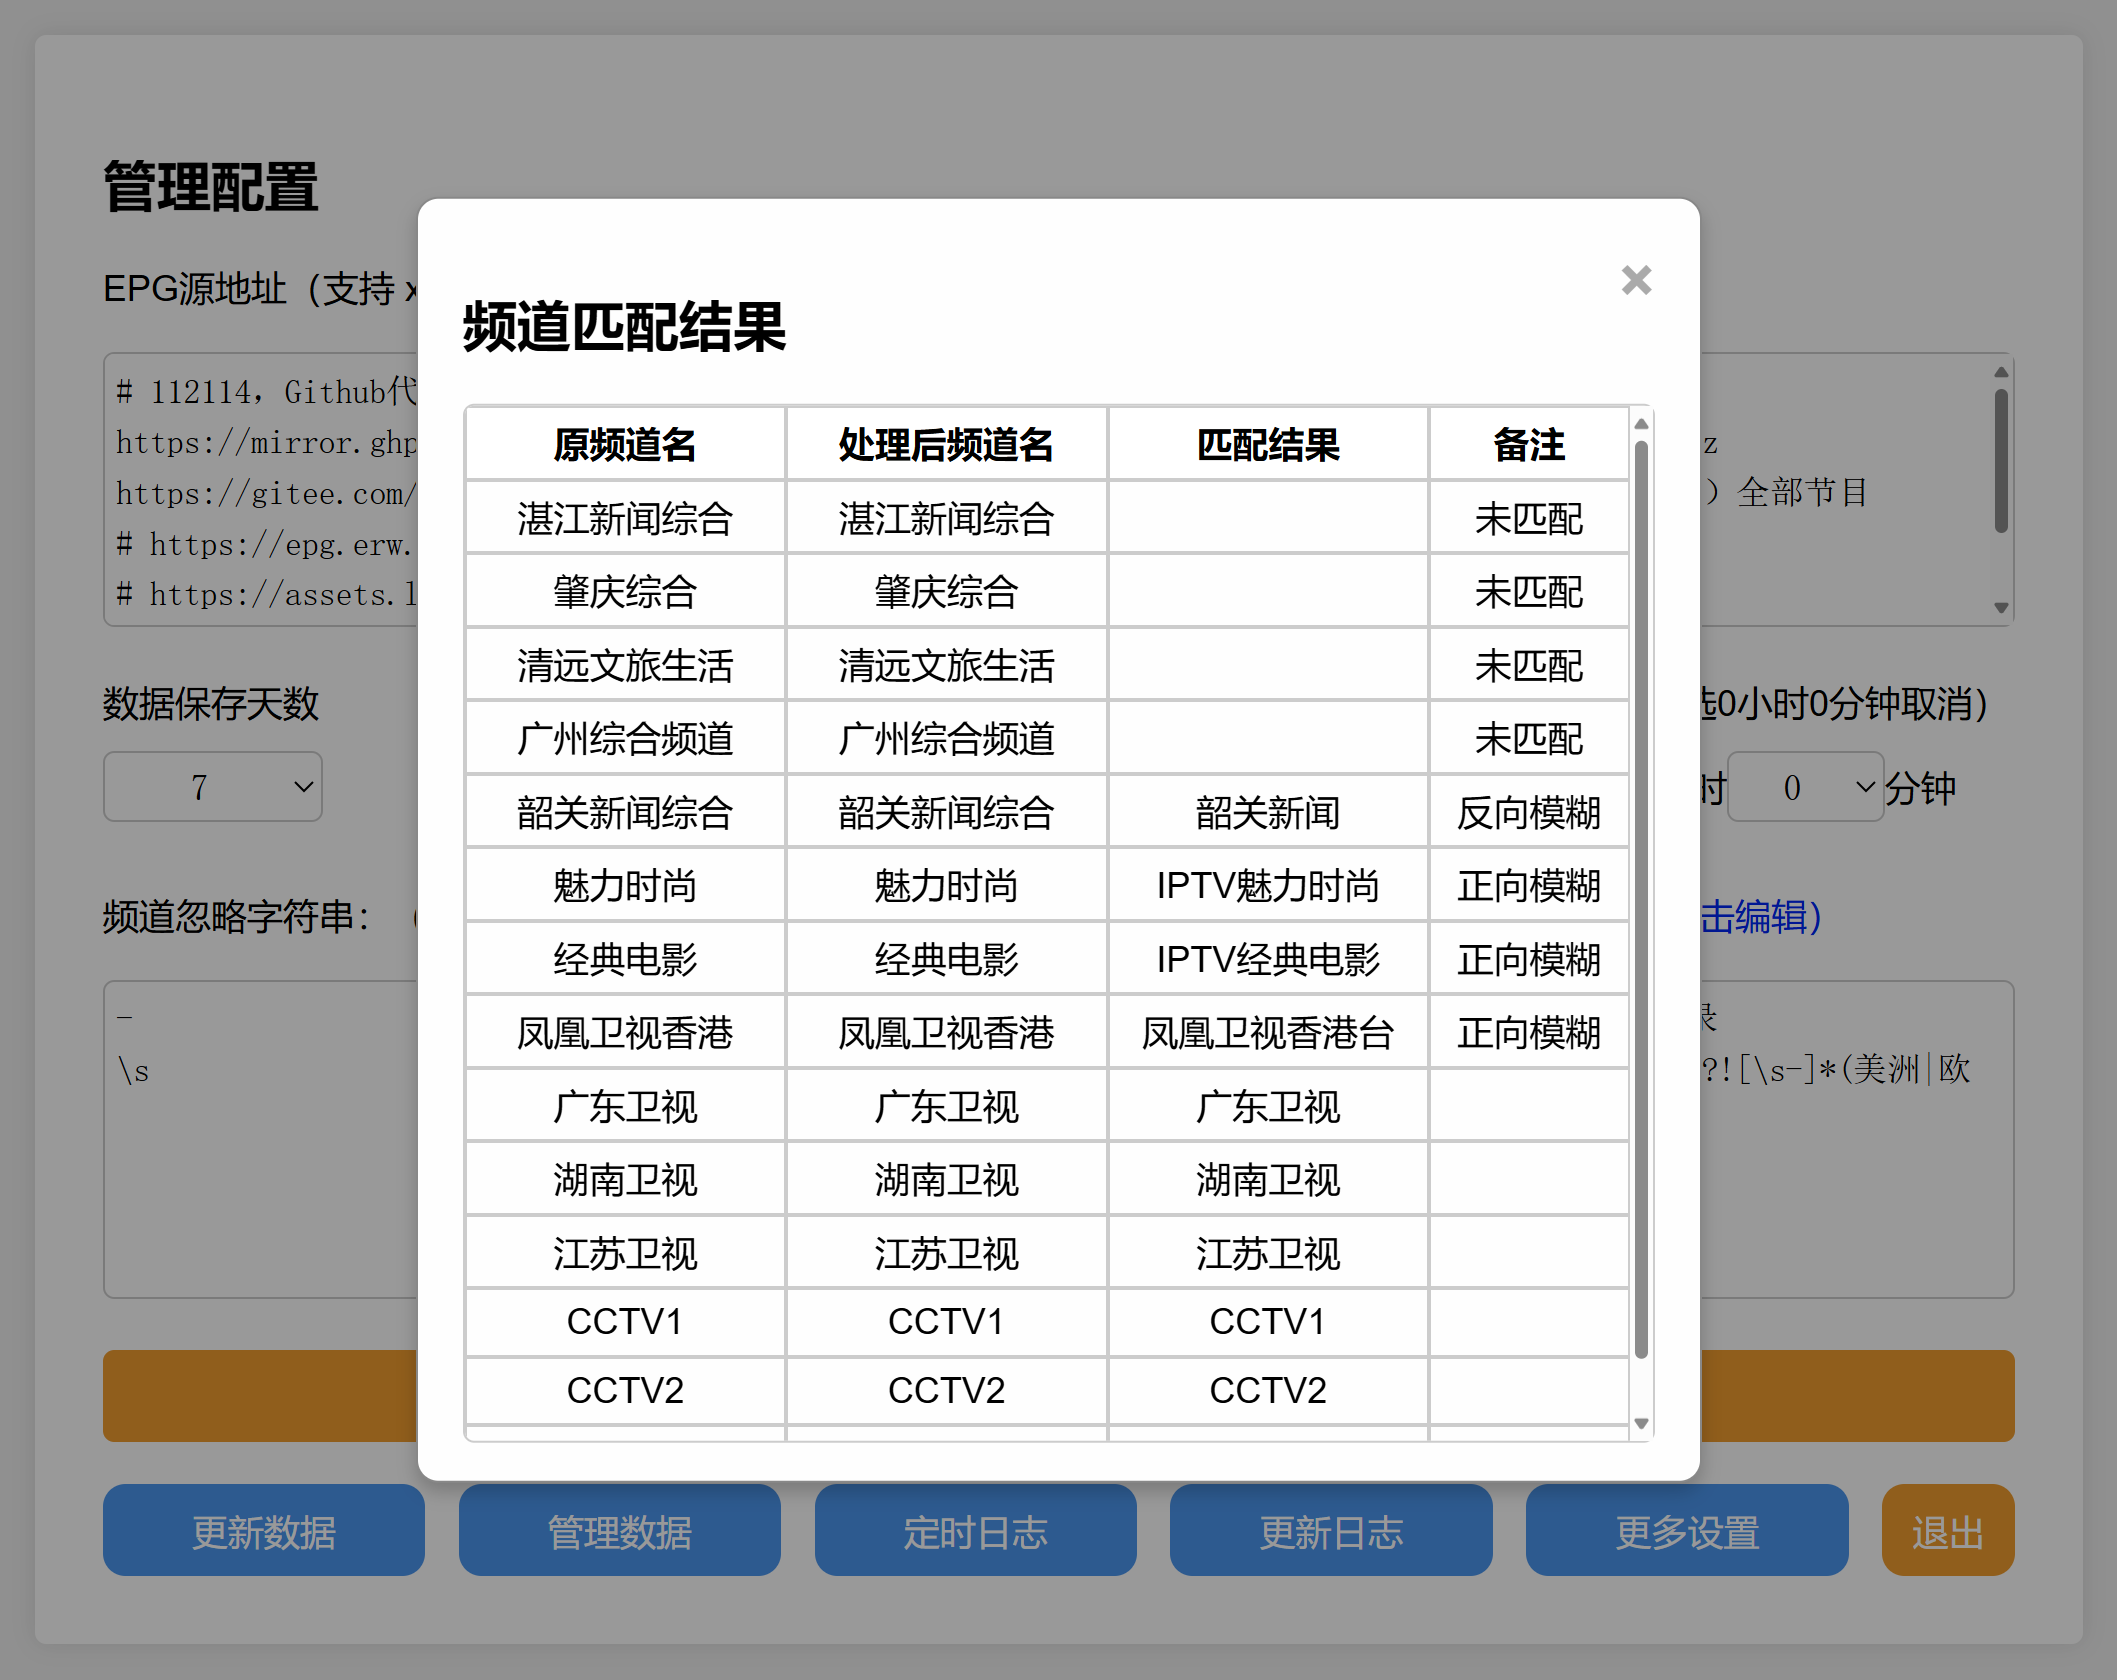 管理配置
EPG源地址（支持 x
# 112114，Github代
https://mirror.ghp
z
https://gitee.com/
）全部节目
# https://epg.erw.
# https://assets.l
数据保存天数
选0小时0分钟取消）
7
时 0 分钟
频道忽略字符串：（
击编辑）
-
\s
录
?![\s-]*(美洲|欧
频道匹配结果
×
原频道名 处理后频道名 匹配结果 备注
湛江新闻综合 湛江新闻综合 未匹配
肇庆综合 肇庆综合 未匹配
清远文旅生活 清远文旅生活 未匹配
广州综合频道 广州综合频道 未匹配
韶关新闻综合 韶关新闻综合 韶关新闻 反向模糊
魅力时尚 魅力时尚 IPTV魅力时尚 正向模糊
经典电影 经典电影 IPTV经典电影 正向模糊
凤凰卫视香港 凤凰卫视香港 凤凰卫视香港台 正向模糊
广东卫视 广东卫视 广东卫视
湖南卫视 湖南卫视 湖南卫视
江苏卫视 江苏卫视 江苏卫视
CCTV1 CCTV1 CCTV1
CCTV2 CCTV2 CCTV2
更新数据 管理数据 定时日志 更新日志 更多设置 退出